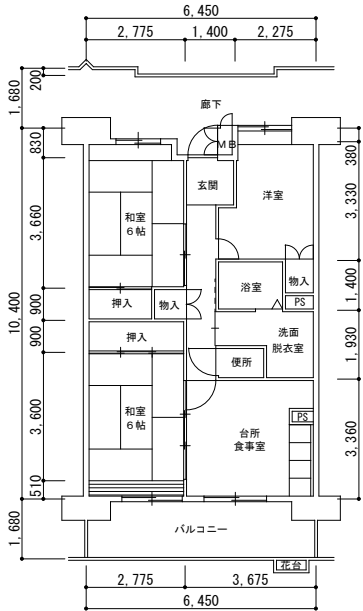 6,450
2,775 1,400 2,275
200
1,680
廊下
MB
830
380
玄関
洋室
3,660
3,330
和室
6帖
浴室
物入
900
押入
物入
PS
1,400
10,400
900
押入
洗面
脱衣室
1,930
便所
3,600
和室
6帖
台所
食事室
PS
3,360
510
1,680
バルコニー
花台
2,775 3,675
6,450